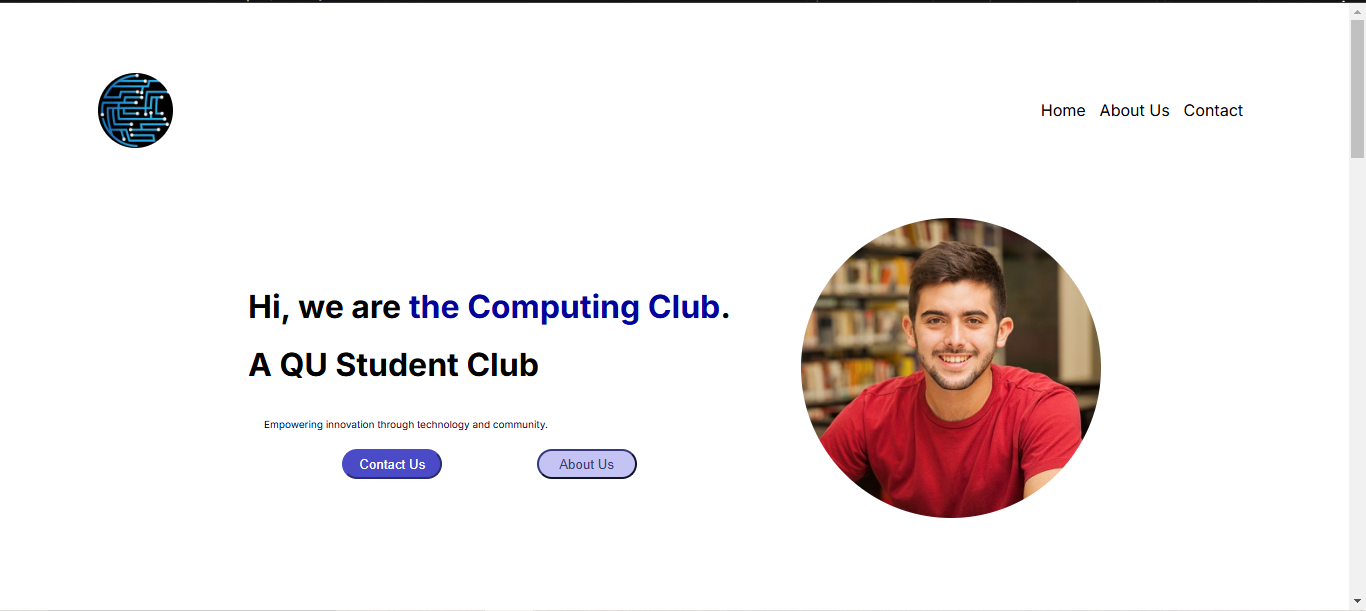 Home About Us Contact
Hi, we are the Computing Club.
A QU Student Club
Empowering innovation through technology and community.
Contact Us About Us